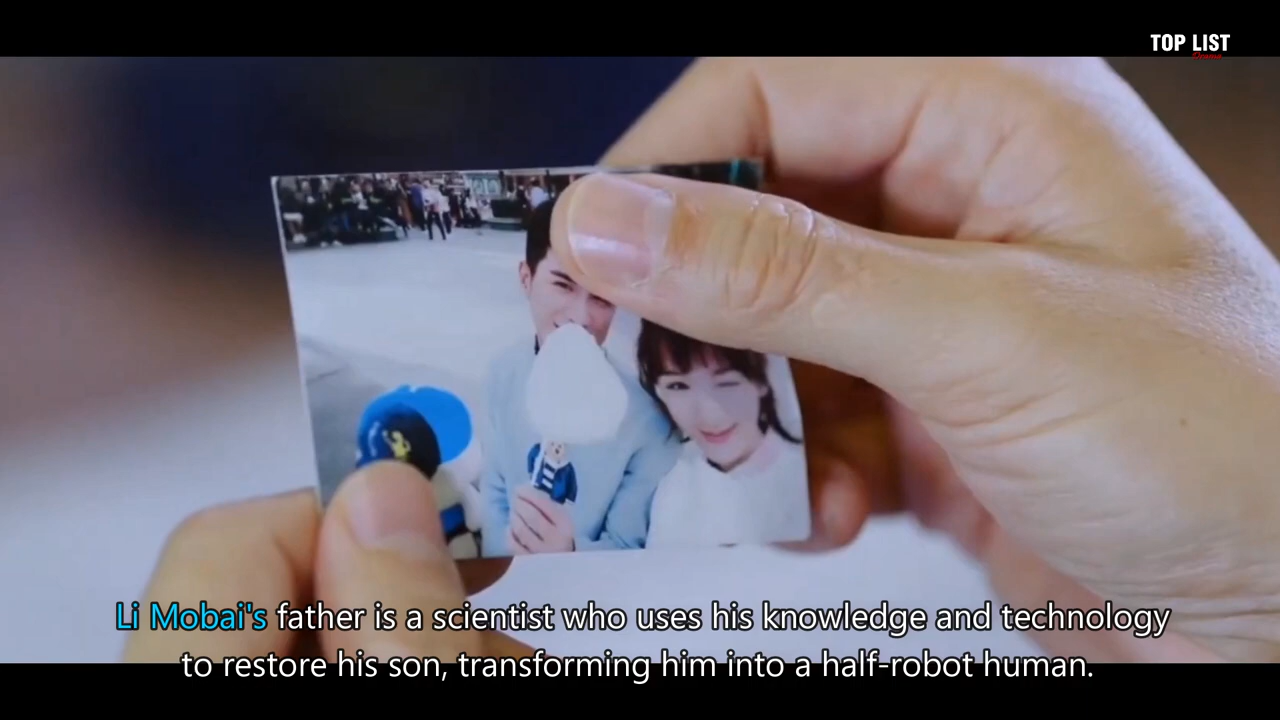 TOP LIST
Drama
Li Mobai's father is a scientist who uses his knowledge and technology
to restore his son, transforming him into a half-robot human.